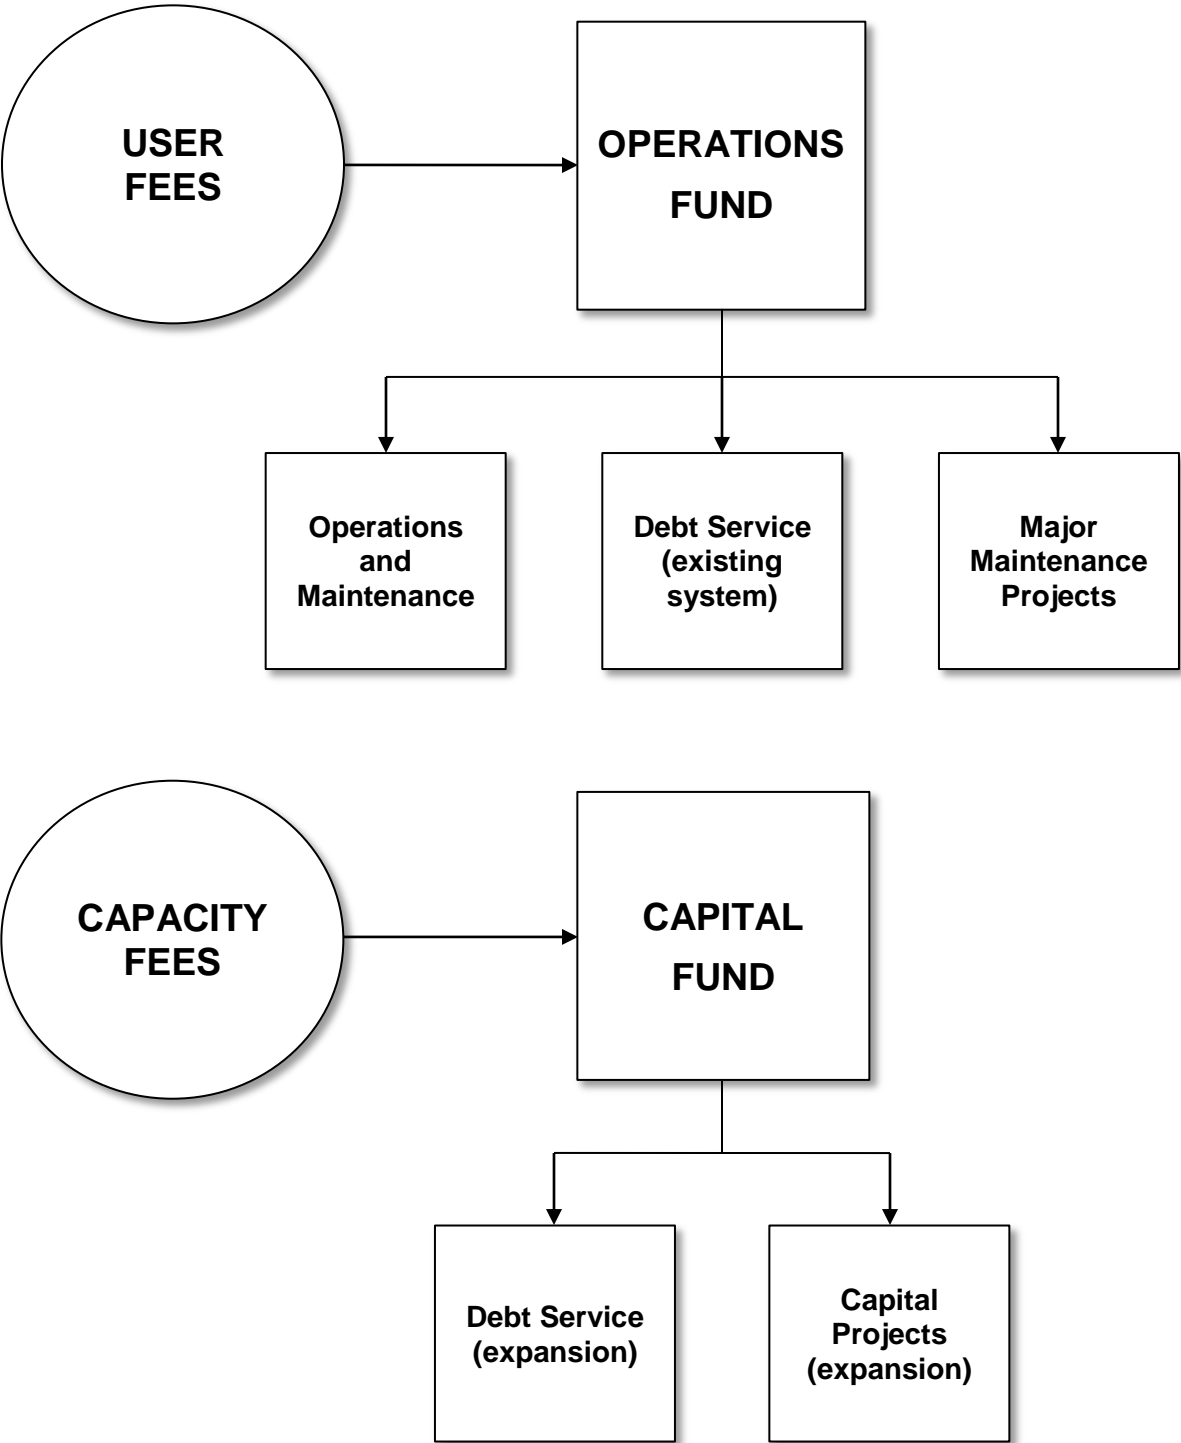 USER
FEES
OPERATIONS
FUND
Operations
and
Maintenance
Debt Service
(existing
system)
Major
Maintenance
Projects
CAPACITY
FEES
CAPITAL
FUND
Debt Service
(expansion)
Capital
Projects
(expansion)